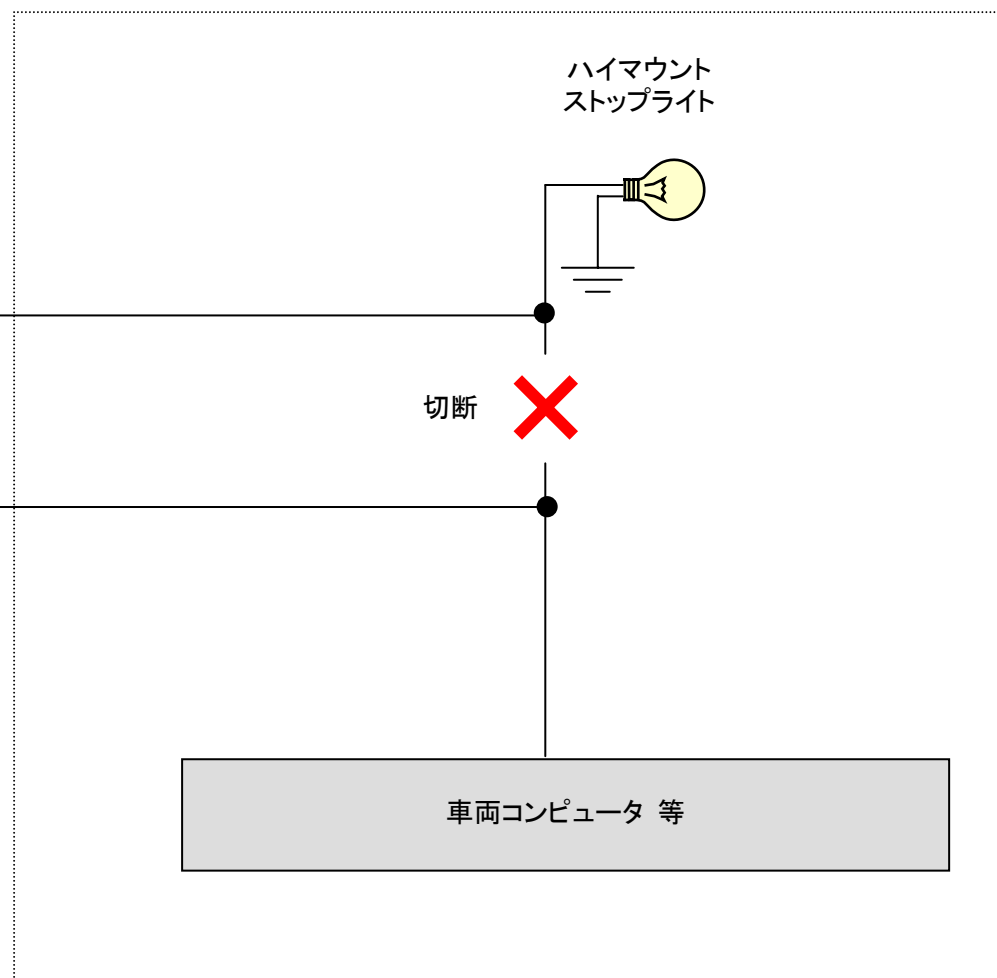 ハイマウント
ストップライト
切断
車両コンピュータ 等